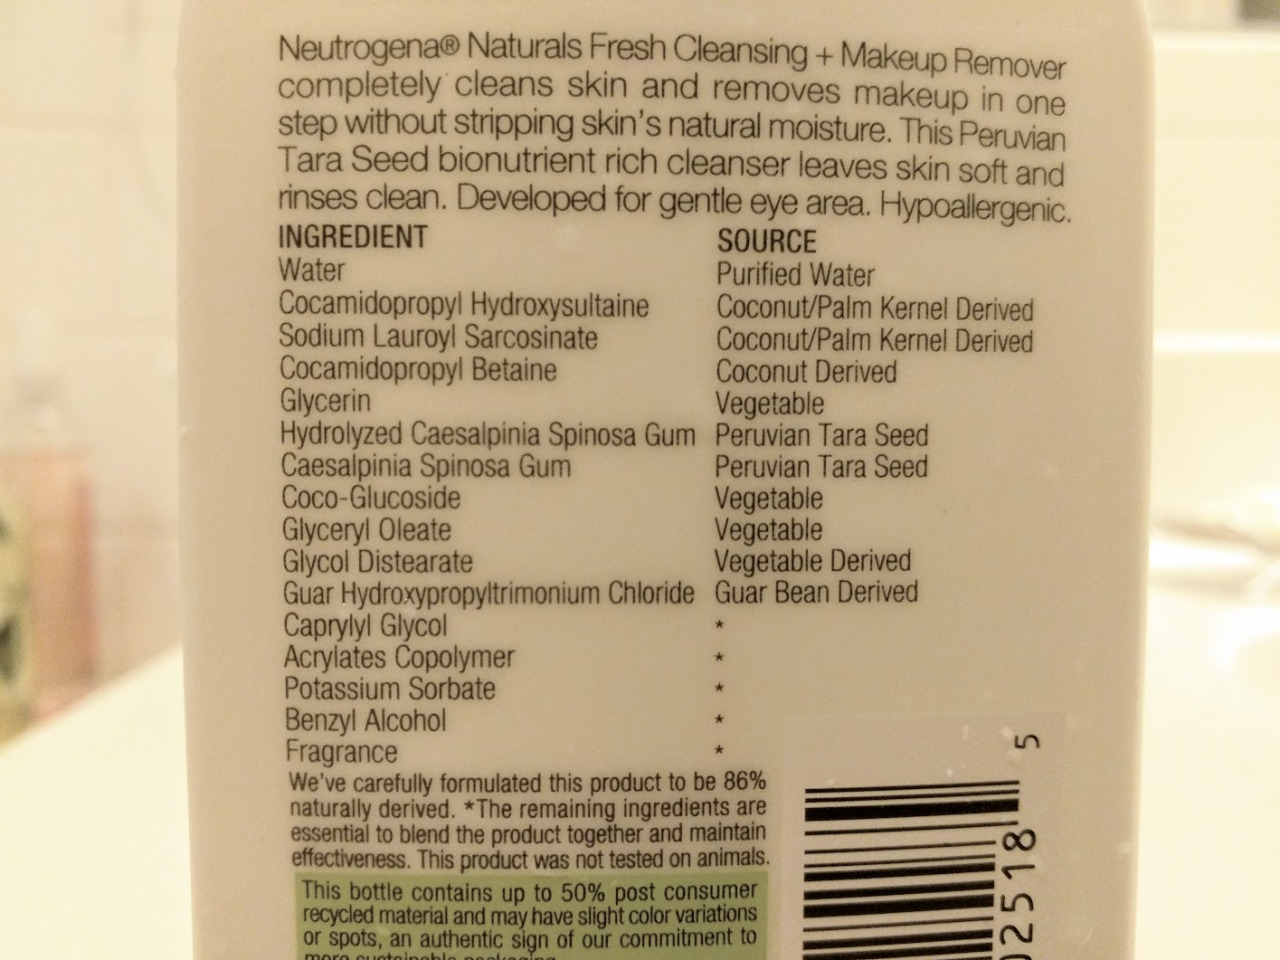 Neutrogena® Naturals Fresh Cleansing + Makeup Remover
completely cleans skin and removes makeup in one
step without stripping skin's natural moisture. This Peruvian
Tara Seed bionutrient rich cleanser leaves skin soft and
rinses clean. Developed for gentle eye area. Hypoallergenic.
INGREDIENT SOURCE
Water Purified Water
Cocamidopropyl Hydroxysultaine Coconut/Palm Kernel Derived
Sodium Lauroyl Sarcosinate Coconut/Palm Kernel Derived
Cocamidopropyl Betaine Coconut Derived
Glycerin Vegetable
Hydrolyzed Caesalpinia Spinosa Gum Peruvian Tara Seed
Caesalpinia Spinosa Gum Peruvian Tara Seed
Coco-Glucoside Vegetable
Glyceryl Oleate Vegetable
Glycol Distearate Vegetable Derived
Guar Hydroxypropyltrimonium Chloride Guar Bean Derived
Caprylyl Glycol *
Acrylates Copolymer *
Potassium Sorbate *
Benzyl Alcohol *
Fragrance *
We've carefully formulated this product to be 86%
naturally derived. *The remaining ingredients are
essential to blend the product together and maintain
effectiveness. This product was not tested on animals.
This bottle contains up to 50% post consumer
recycled material and may have slight color variations
or spots, an authentic sign of our commitment to
more sustainable packaging
02518 5